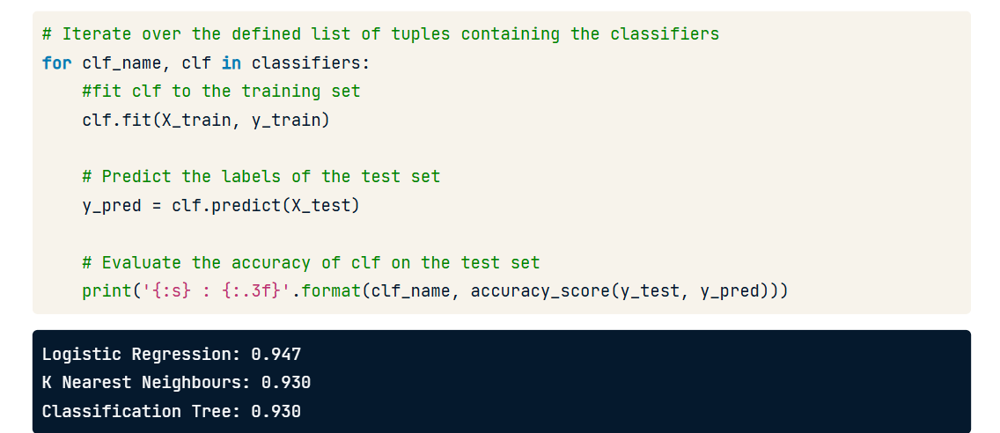 # Iterate over the defined list of tuples containing the classifiers
for clf_name, clf in classifiers:
    #fit clf to the training set
    clf.fit(X_train, y_train)

    # Predict the labels of the test set
    y_pred = clf.predict(X_test)

    # Evaluate the accuracy of clf on the test set
    print('{:s} : {:.3f}'.format(clf_name, accuracy_score(y_test, y_pred)))
Logistic Regression: 0.947
K Nearest Neighbours: 0.930
Classification Tree: 0.930